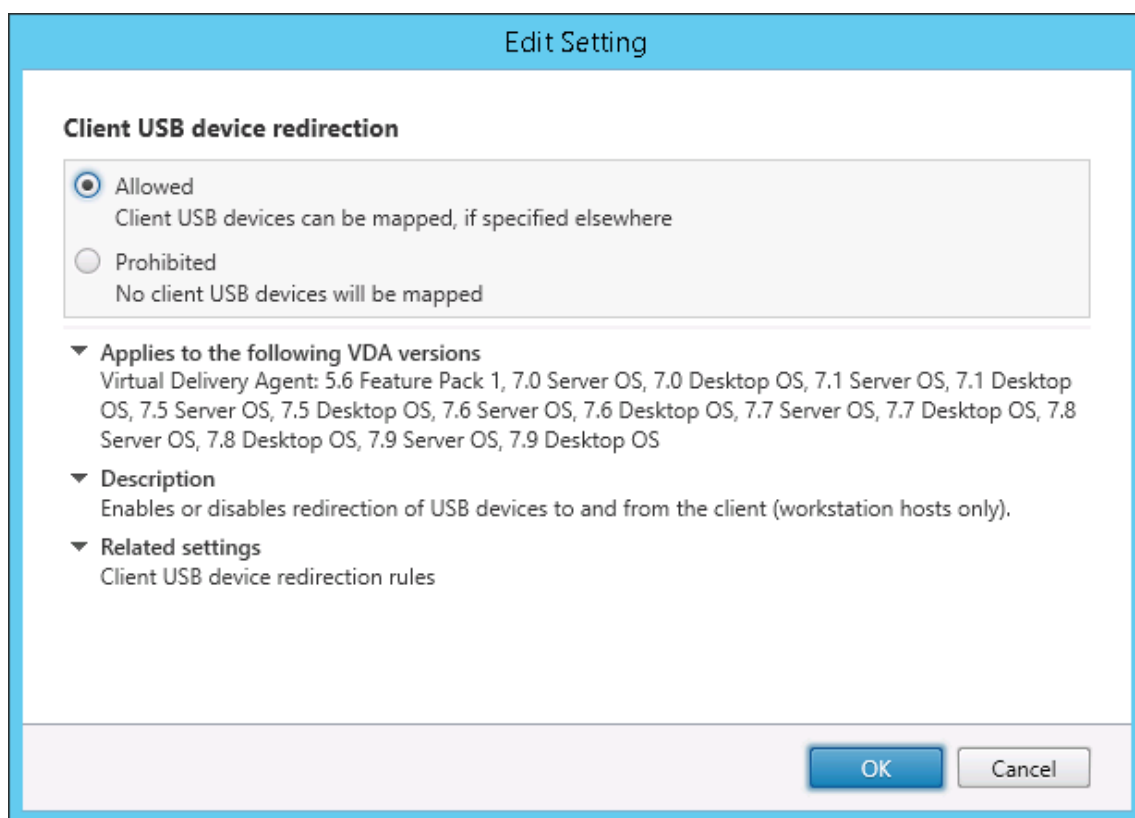 Edit Setting
Client USB device redirection
Allowed
Client USB devices can be mapped, if specified elsewhere
Prohibited
No client USB devices will be mapped
Applies to the following VDA versions
Virtual Delivery Agent: 5.6 Feature Pack 1, 7.0 Server OS, 7.0 Desktop OS, 7.1 Server OS, 7.1 Desktop
OS, 7.5 Server OS, 7.5 Desktop OS, 7.6 Server OS, 7.6 Desktop OS, 7.7 Server OS, 7.7 Desktop OS, 7.8
Server OS, 7.8 Desktop OS, 7.9 Server OS, 7.9 Desktop OS
Description
Enables or disables redirection of USB devices to and from the client (workstation hosts only).
Related settings
Client USB device redirection rules
OK
Cancel